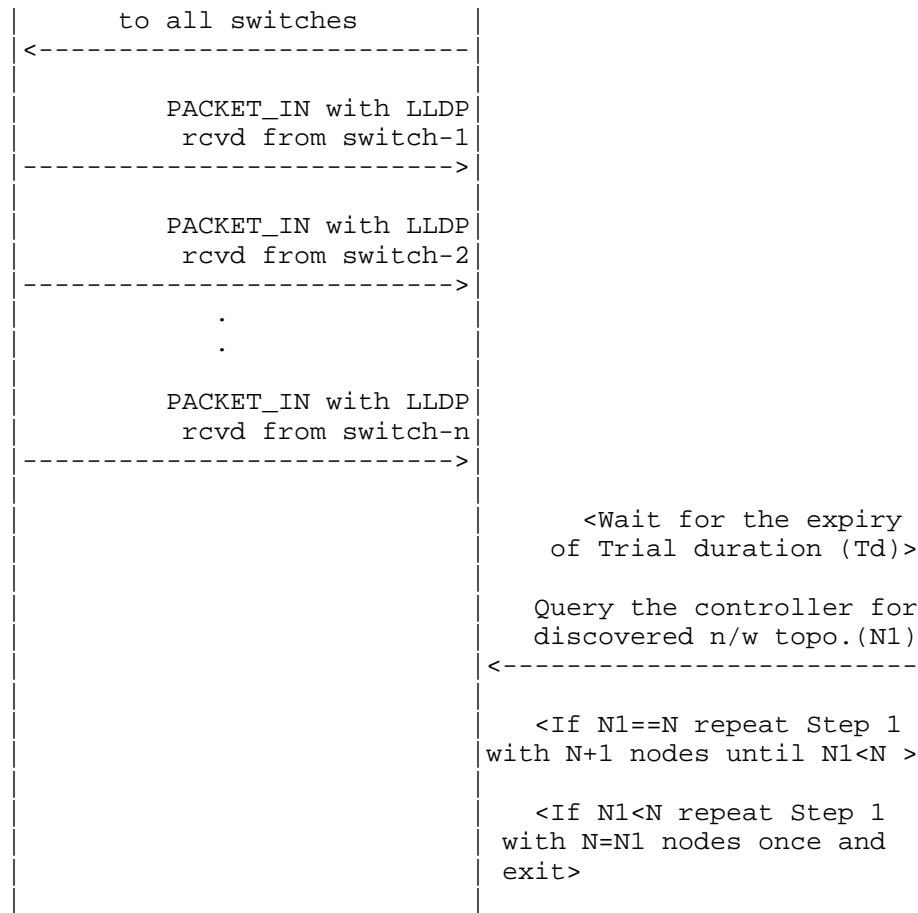 to all switches
<---------------------------
PACKET_IN with LLDP
rcvd from switch-1
--------------------------->
PACKET_IN with LLDP
rcvd from switch-2
--------------------------->
.
.
PACKET_IN with LLDP
rcvd from switch-n
--------------------------->
<Wait for the expiry
of Trial duration (Td)>
Query the controller for
discovered n/w topo.(N1)
<--------------------------
<If N1==N repeat Step 1
with N+1 nodes until N1<N >
<If N1<N repeat Step 1
with N=N1 nodes once and
exit>